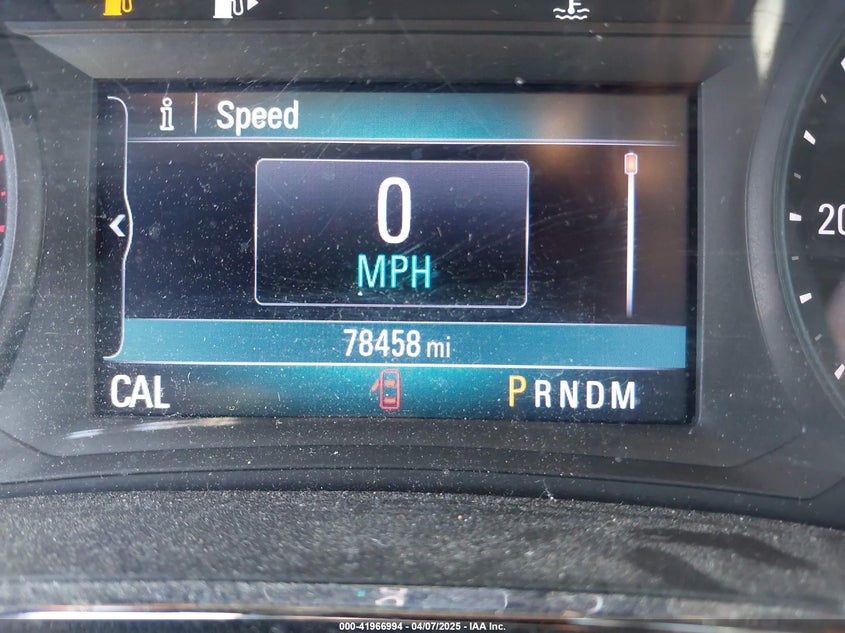 Speed
0
MPH
20
78458 mi
CAL
PRNDM
000-41966994 - 04/07/2025 - IAA Inc.